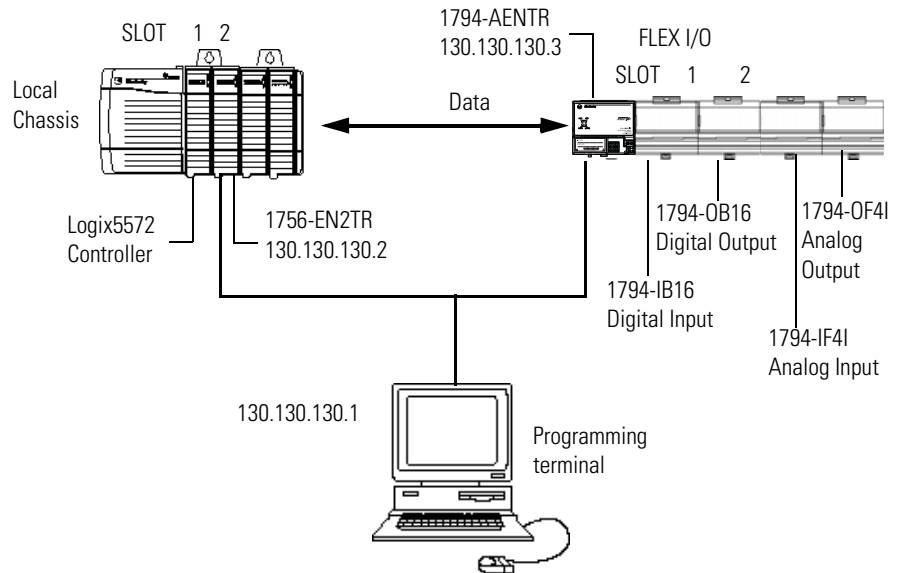 1794-AENTR
130.130.130.3
SLOT 1 2
FLEX I/O
SLOT 1 2
Local
Chassis
Data
Logix5572
Controller
1756-EN2TR
130.130.130.2
1794-OB16
Digital Output
1794-OF4I
Analog
Output
1794-IB16
Digital Input
1794-IF4I
Analog Input
130.130.130.1
Programming
terminal